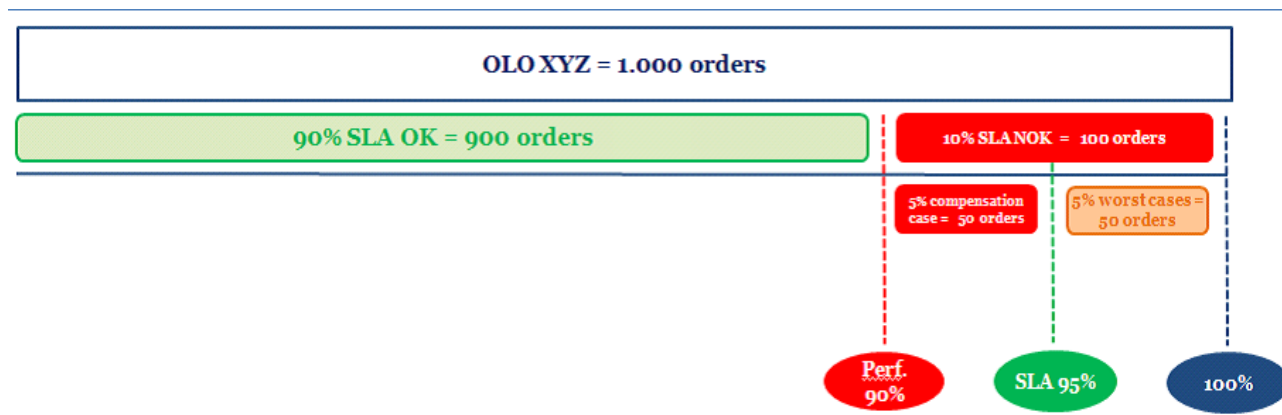 OLO XYZ = 1.000 orders
90% SLA OK = 900 orders
10% SLA NOK = 100 orders
5% compensation
case = 50 orders
5% worst cases =
50 orders
Perf.
90%
SLA 95%
100%